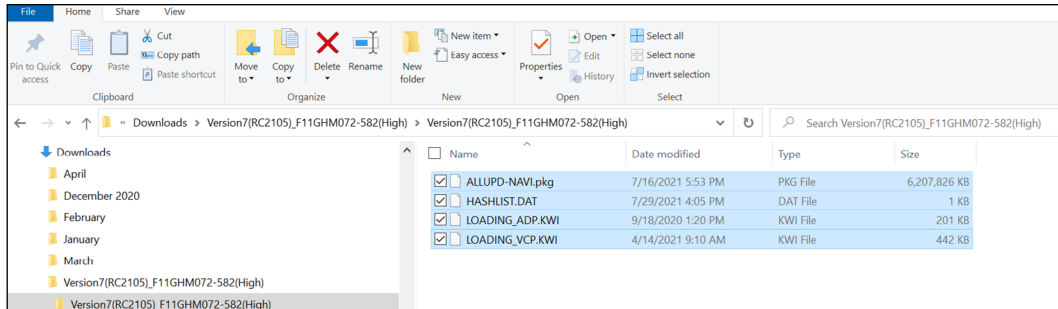 File Home Share View
Pin to Quick access
Copy
Paste
Cut
Copy path
Paste shortcut
Clipboard
Move to
Copy to
Delete
Rename
Organize
New folder
New item
Easy access
New
Properties
Open
Edit
History
Open
Select all
Select none
Invert selection
Select
« Downloads > Version7(RC2105)_F11GHM072-582(High) > Version7(RC2105)_F11GHM072-582(High)
Search Version7(RC2105)_F11GHM072-582(High)
Downloads
April
December 2020
February
January
March
Version7(RC2105)_F11GHM072-582(High)
Version7(RC2105)_F11GHM072-582(High)
Name Date modified Type Size
ALLUPD-NAVI.pkg 7/16/2021 5:53 PM PKG File 6,207,826 KB
HASHLIST.DAT 7/29/2021 4:05 PM DAT File 1 KB
LOADING_ADP.KWI 9/18/2020 1:20 PM KWI File 201 KB
LOADING_VCP.KWI 4/14/2021 9:10 AM KWI File 442 KB